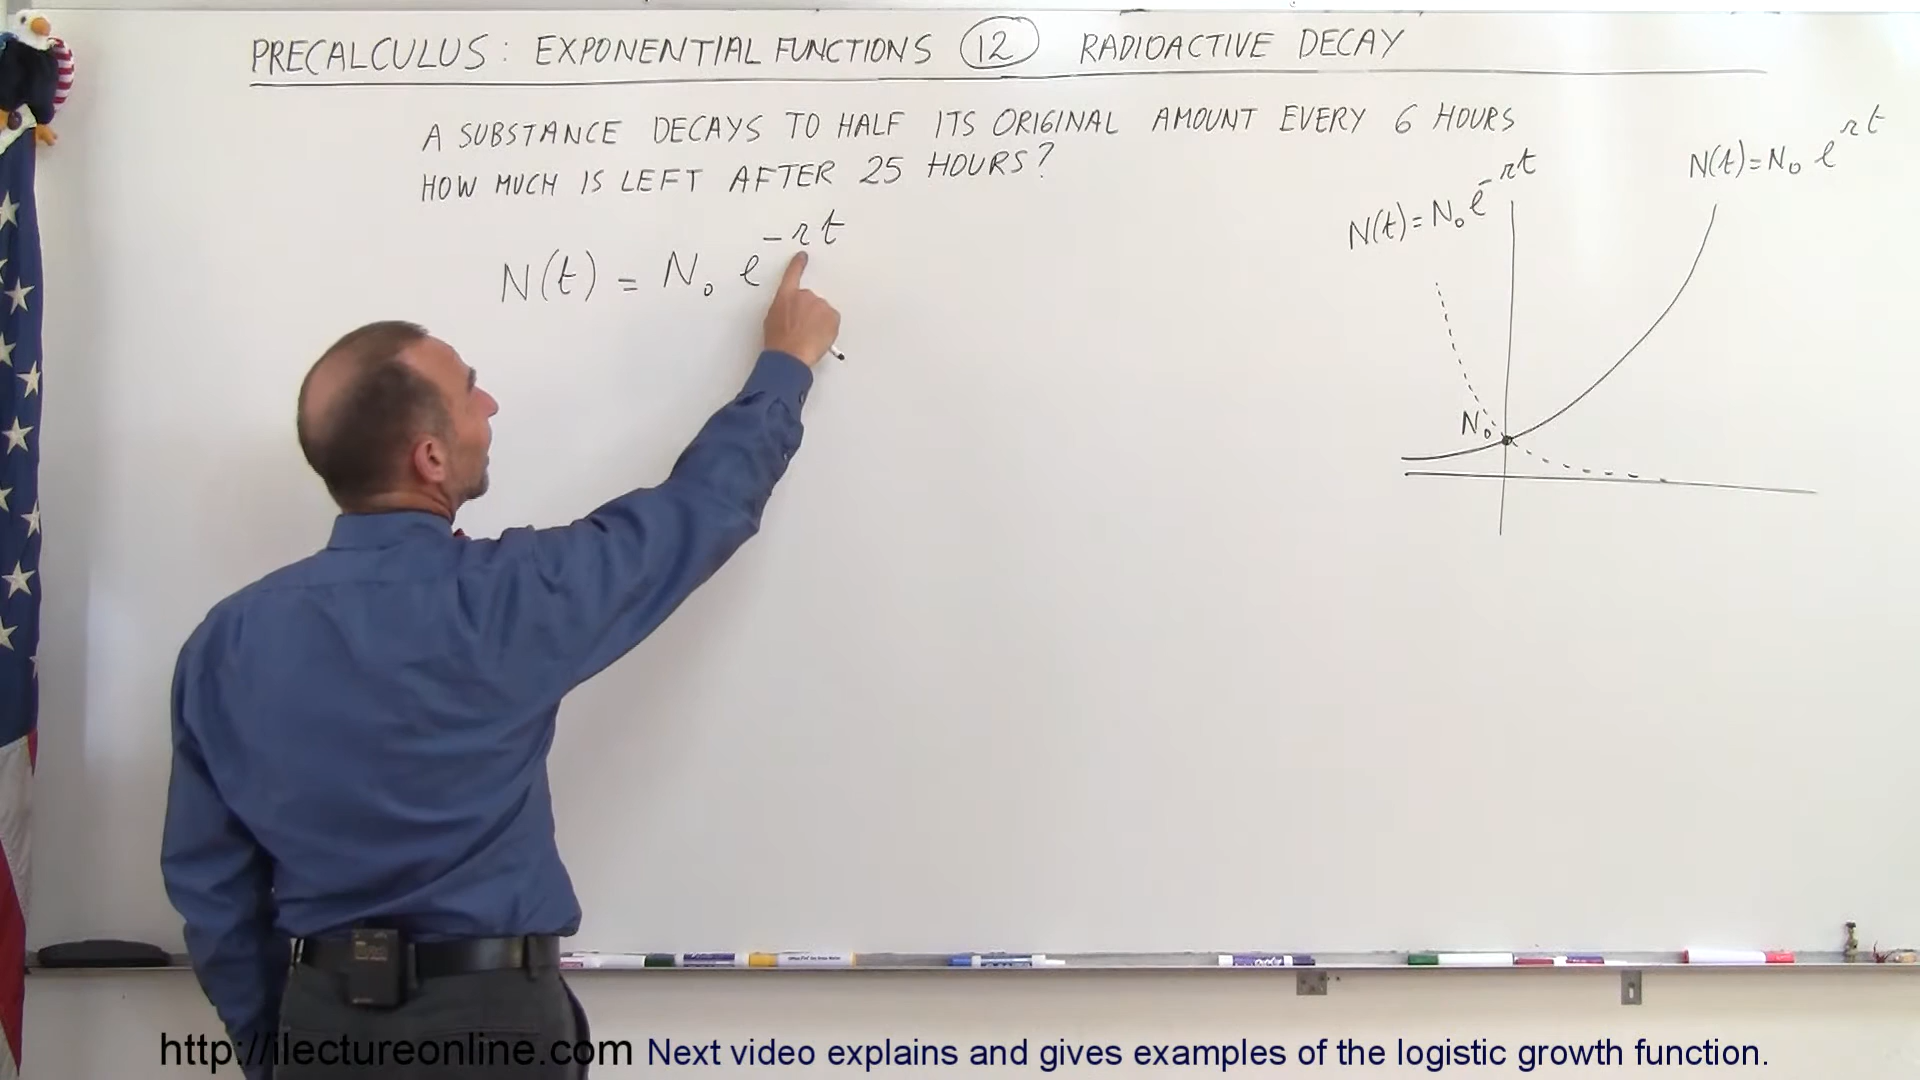 PRECALCULUS: EXPONENTIAL FUNCTIONS 12 RADIOACTIVE DECAY
A SUBSTANCE DECAYS TO HALF ITS ORIGINAL AMOUNT EVERY 6 HOURS
HOW MUCH IS LEFT AFTER 25 HOURS?
N(t) = N₀ e^-rt
N(t) = N₀ e^-rt
N(t) = N₀ e^rt
N₀
http://ilectureonline.com Next video explains and gives examples of the logistic growth function.